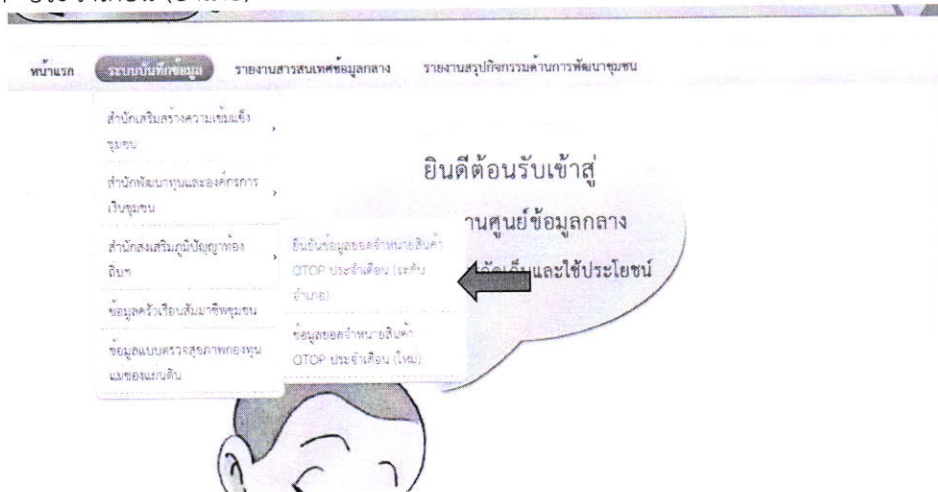 หน้าแรก ระบบบันทึกข้อมูล รายงานสารสนเทศข้อมูลกลาง รายงานสรุปกิจกรรมด้านการพัฒนาชุมชน
สำนักเสริมสร้างความเข้มแข็ง
ชุมชน
สำนักพัฒนาทุนและองค์กรการ
เงินชุมชน
สำนักส่งเสริมภูมิปัญญาท้อง
ถิ่นฯ
ข้อมูลครัวเรือนสัมมาชีพชุมชน
ข้อมูลแบบตรวจสุขภาพกองทุน
แม่ของแผ่นดิน
ยืนยันข้อมูลยอดจำหน่ายสินค้า
OTOP ประจำเดือน (ระดับ
อำเภอ)
ข้อมูลยอดจำหน่ายสินค้า
OTOP ประจำเดือน (ใหม่)
ยินดีต้อนรับเข้าสู่
านศูนย์ข้อมูลกลาง
จัดเก็บและใช้ประโยชน์